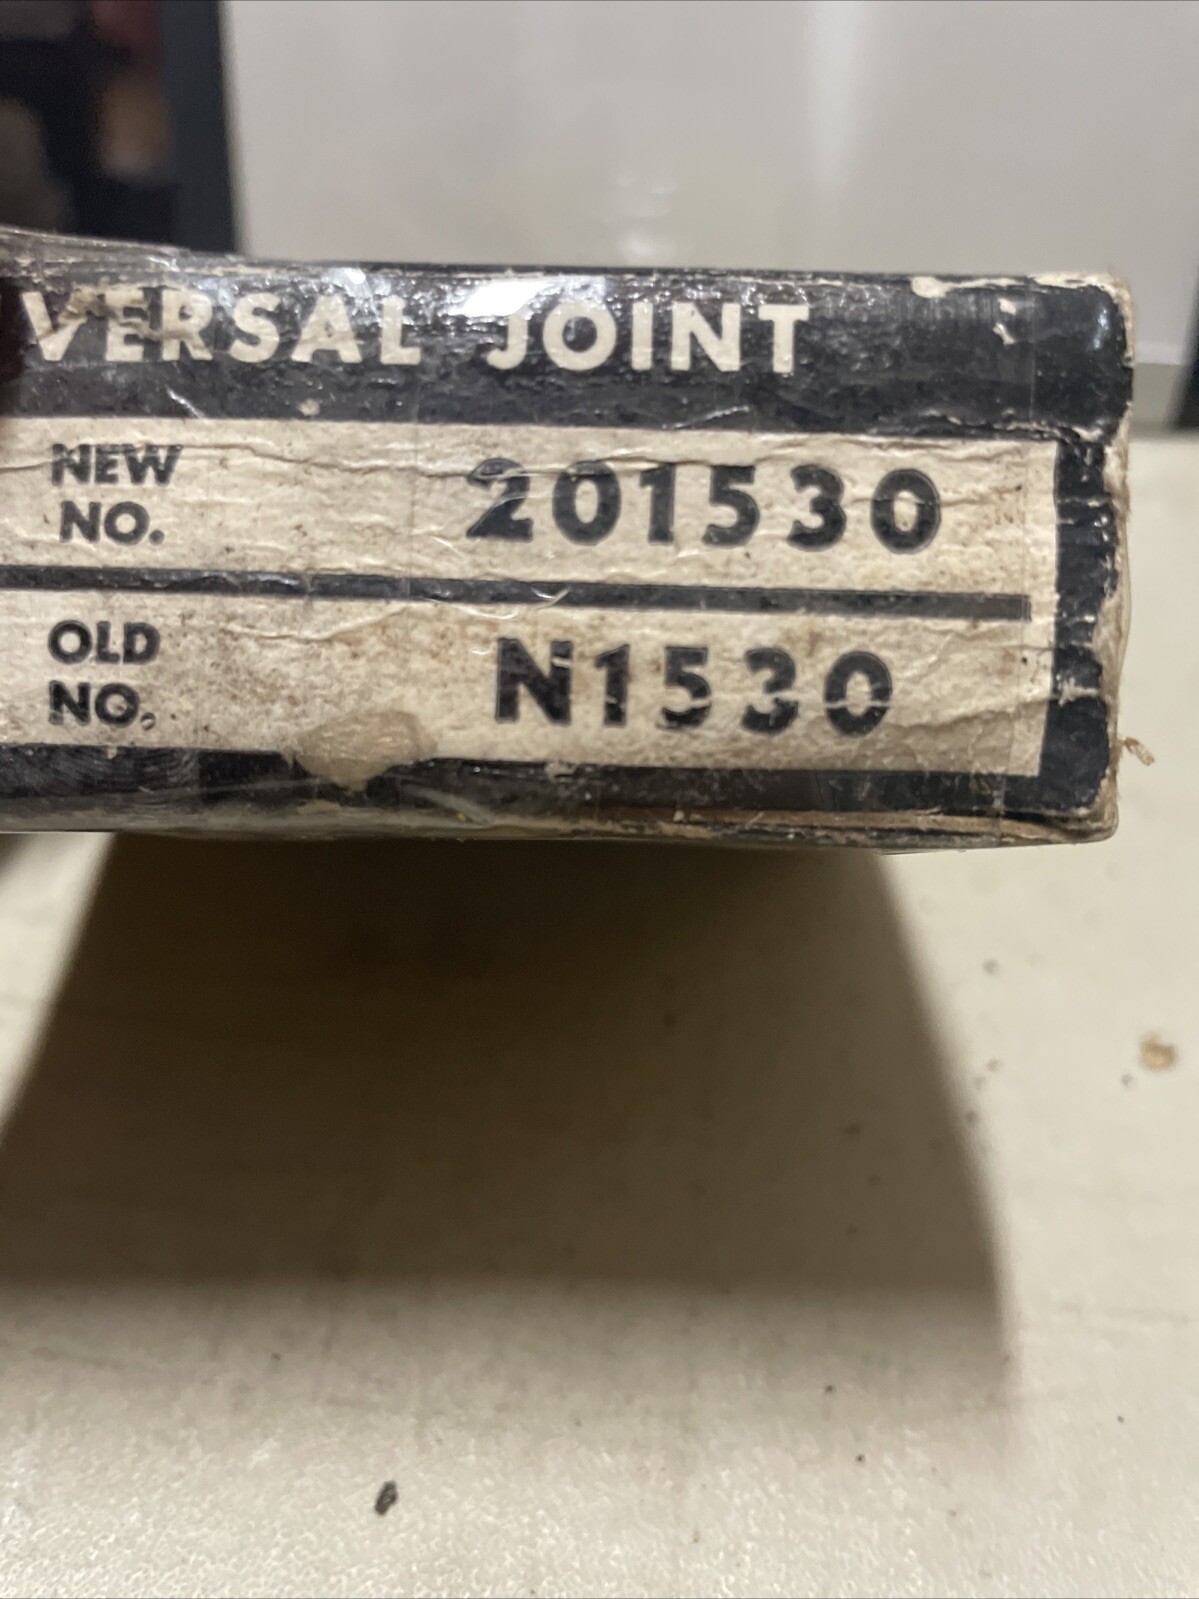 VERSAL JOINT
NEW
NO.
201530
OLD
NO.
N1530